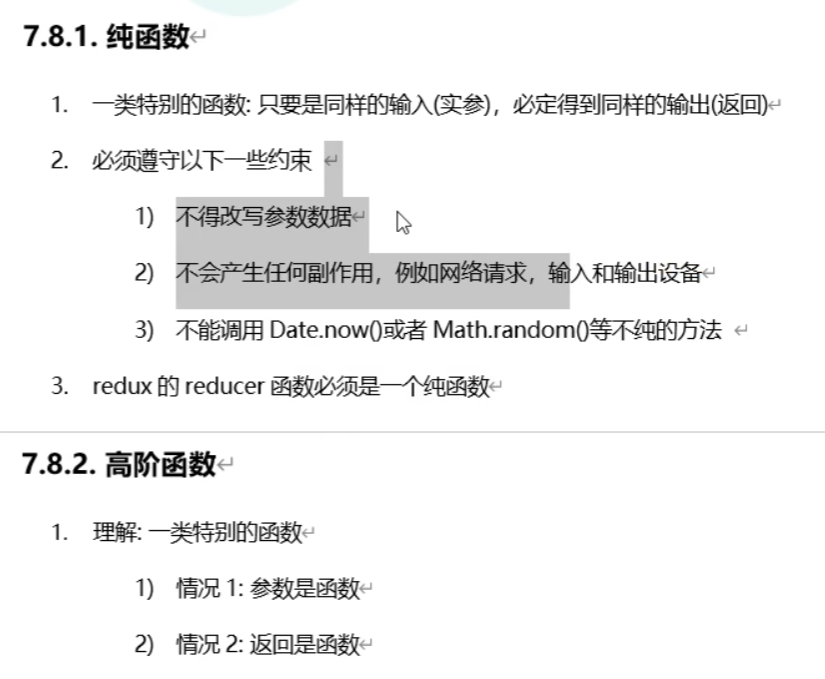 7.8.1. 纯函数
1. 一类特别的函数: 只要是同样的输入(实参)，必定得到同样的输出(返回)
2. 必须遵守以下一些约束
1) 不得改写参数数据
2) 不会产生任何副作用，例如网络请求，输入和输出设备
3) 不能调用 Date.now()或者 Math.random()等不纯的方法
3. redux 的 reducer 函数必须是一个纯函数
7.8.2. 高阶函数
1. 理解: 一类特别的函数
1) 情况 1: 参数是函数
2) 情况 2: 返回是函数